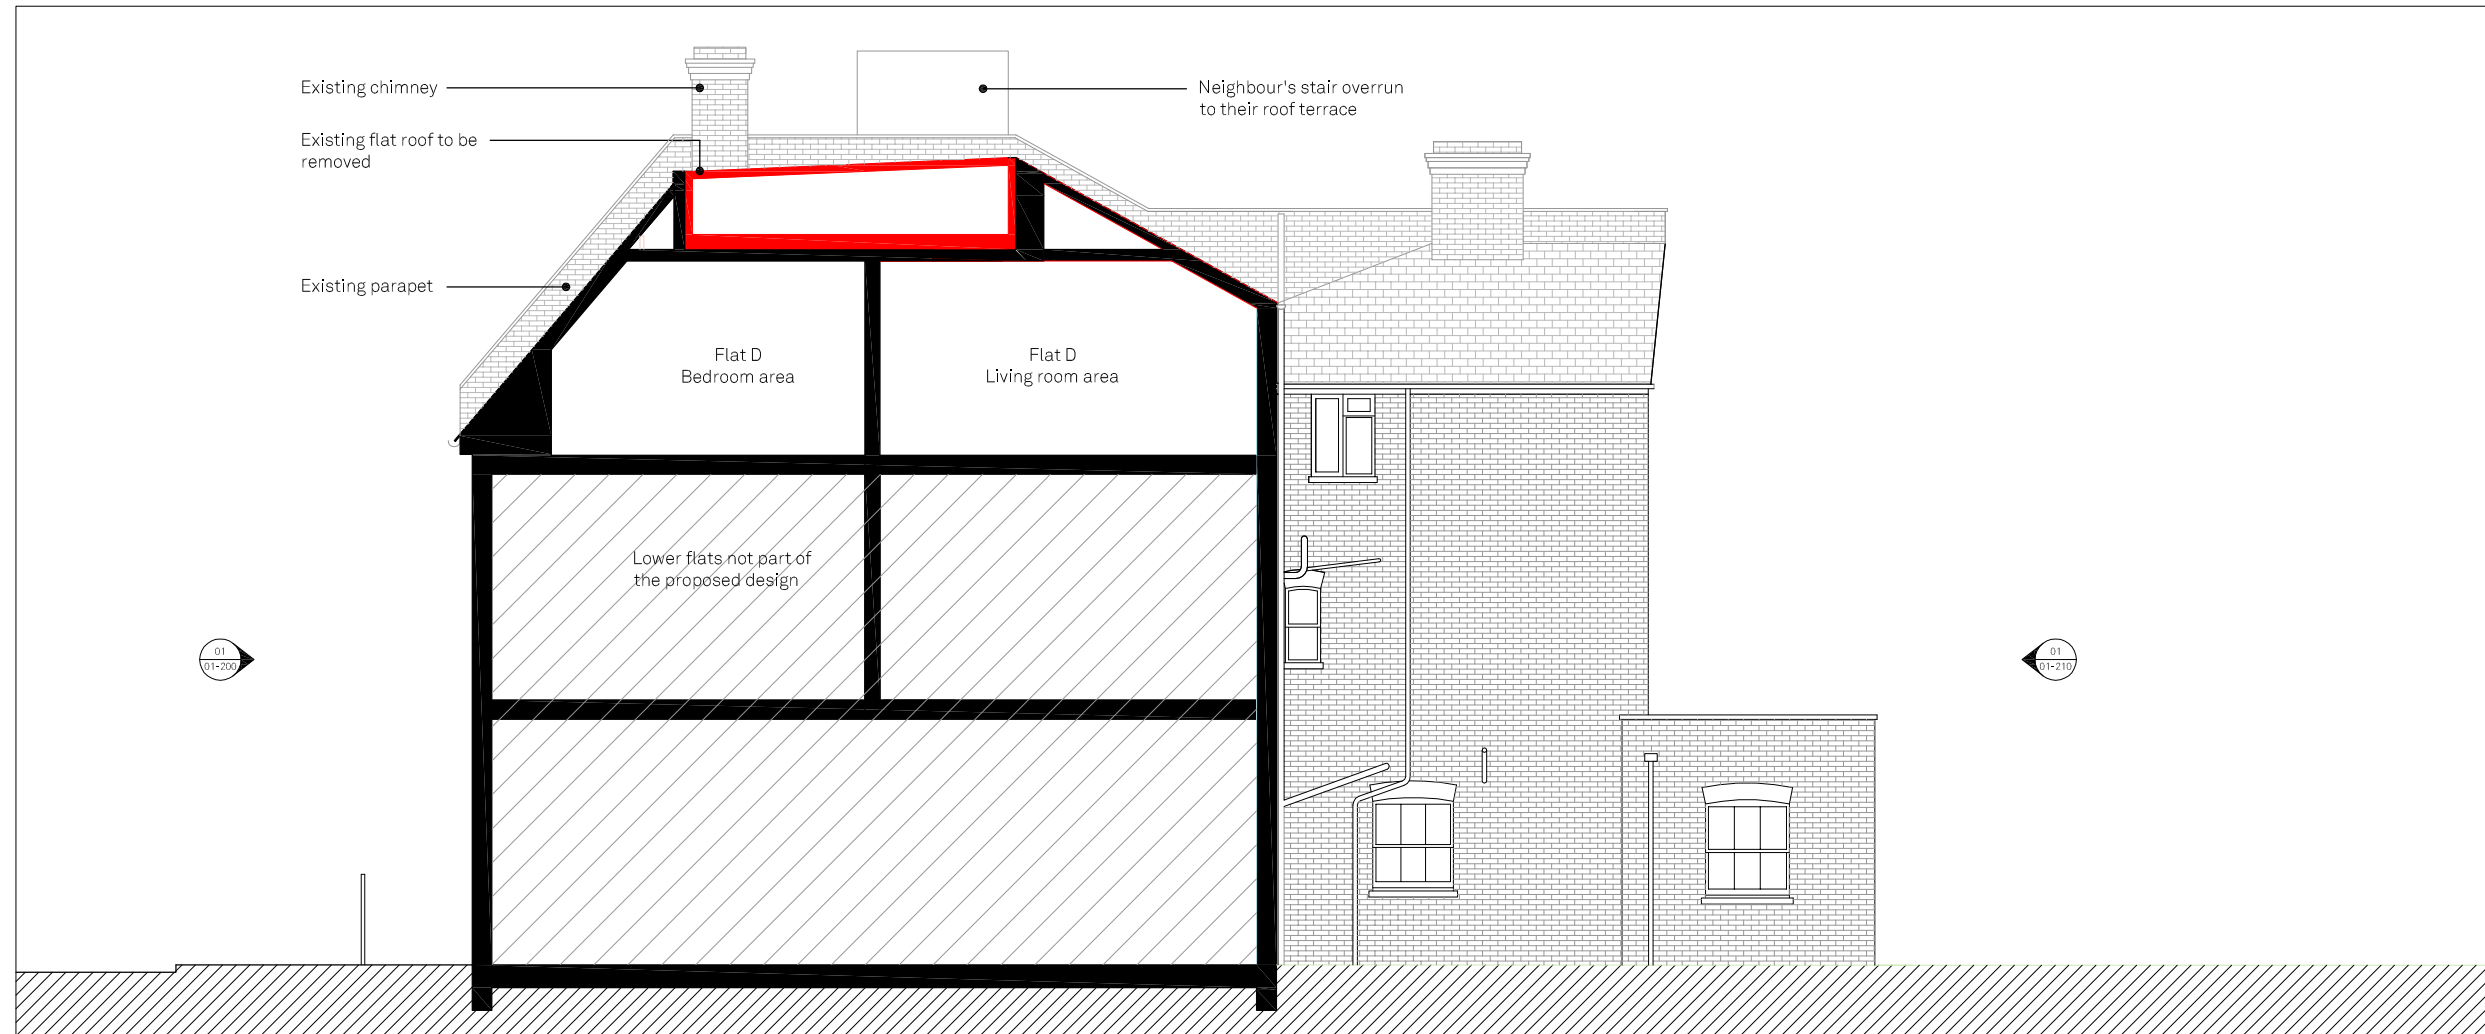 Existing chimney
Neighbour's stair overrun
to their roof terrace
Existing flat roof to be
removed
Existing parapet
Flat D
Bedroom area
Flat D
Living room area
Lower flats not part of
the proposed design
01
01-200
01
01-210